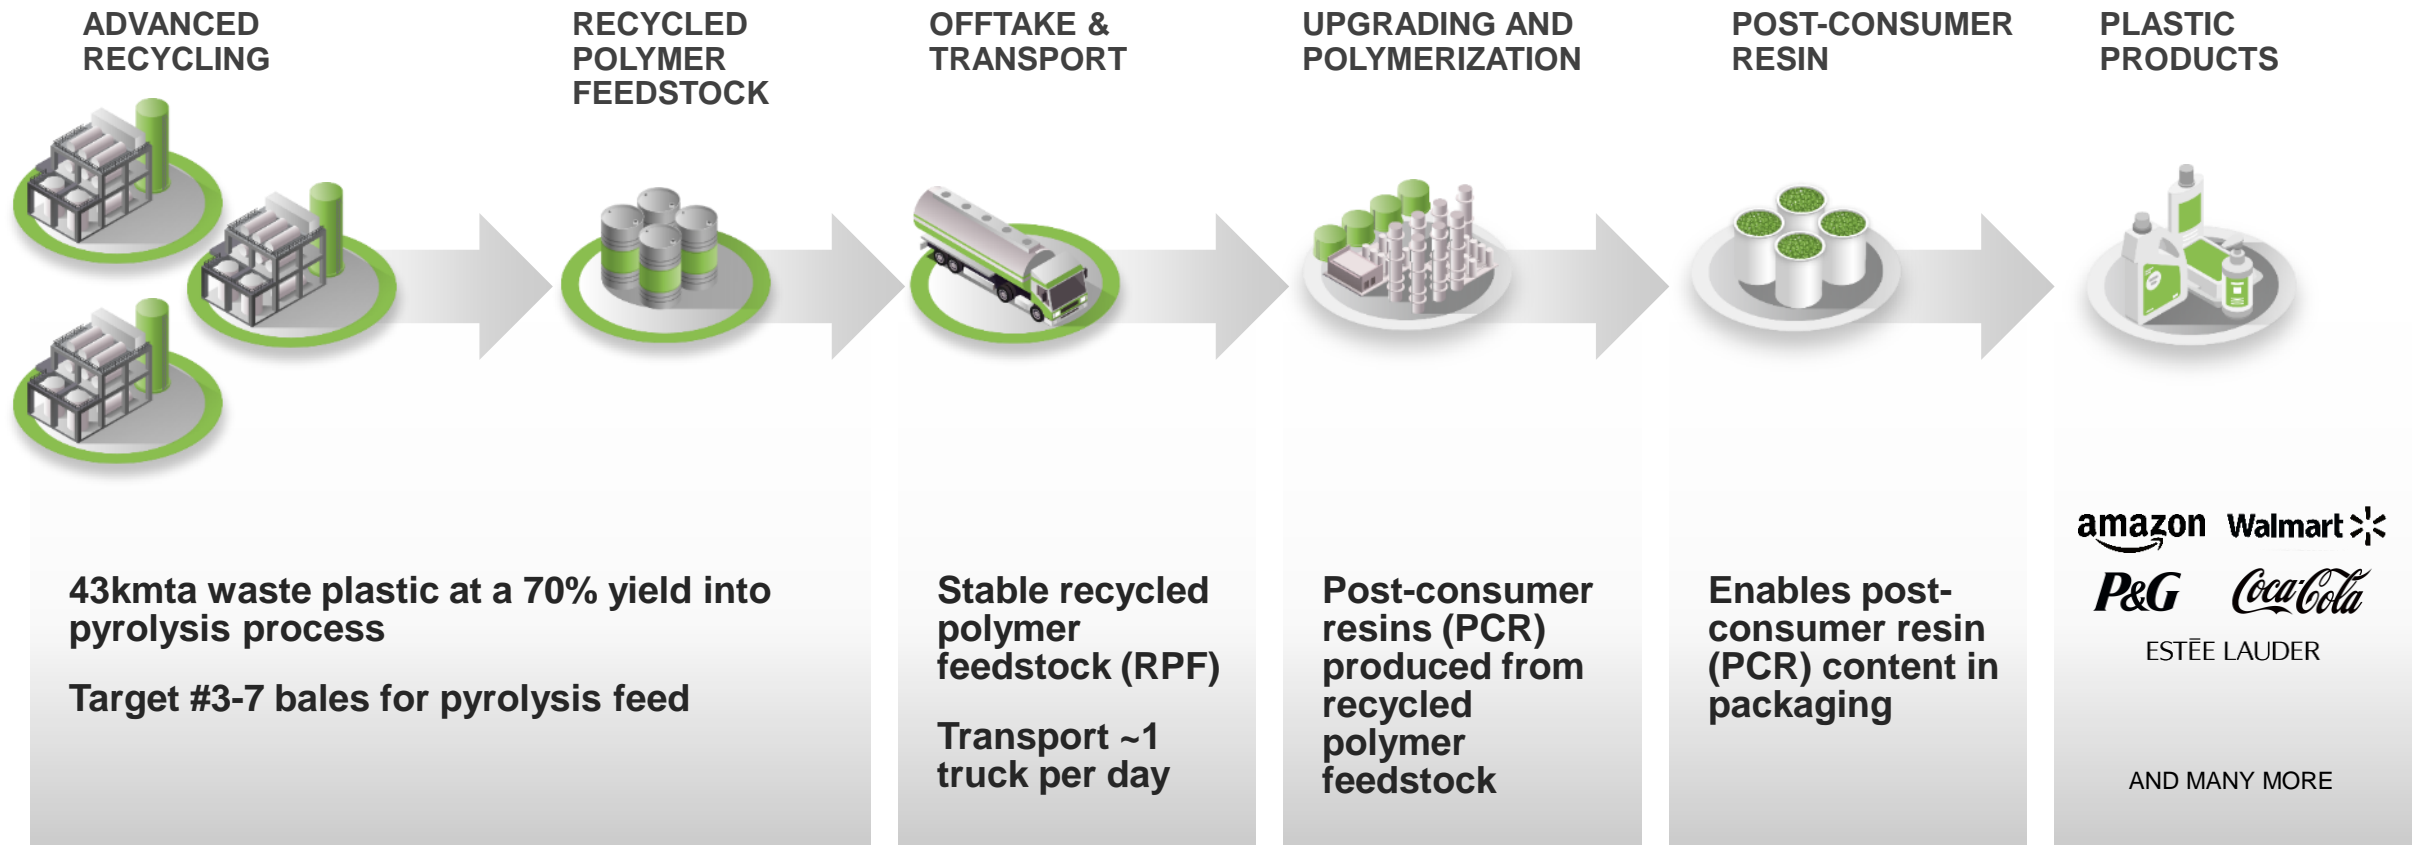 ADVANCED
RECYCLING
RECYCLED
POLYMER
FEEDSTOCK
OFFTAKE &
TRANSPORT
UPGRADING AND
POLYMERIZATION
POST-CONSUMER
RESIN
PLASTIC
PRODUCTS
43kmta waste plastic at a 70% yield into
pyrolysis process
Target #3-7 bales for pyrolysis feed
Stable recycled
polymer
feedstock (RPF)
Transport ~1
truck per day
Post-consumer
resins (PCR)
produced from
recycled
polymer
feedstock
Enables post-
consumer resin
(PCR) content in
packaging
amazon Walmart
P&G Coca-Cola
ESTĒE LAUDER
AND MANY MORE